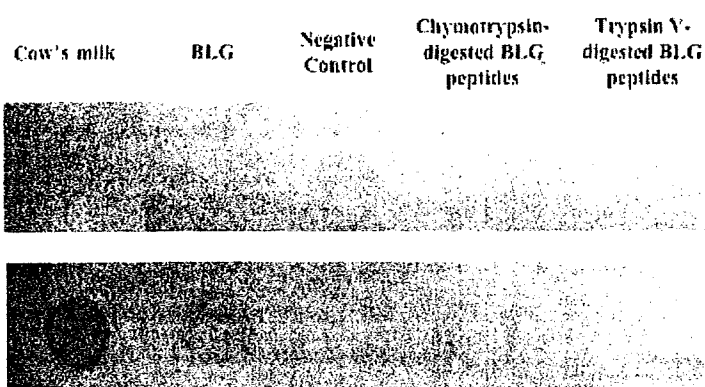 Cow's milk
BLG
Negative
Control
Chymotrypsin-
digested BLG
peptides
Trypsin V-
digested BLG
peptides